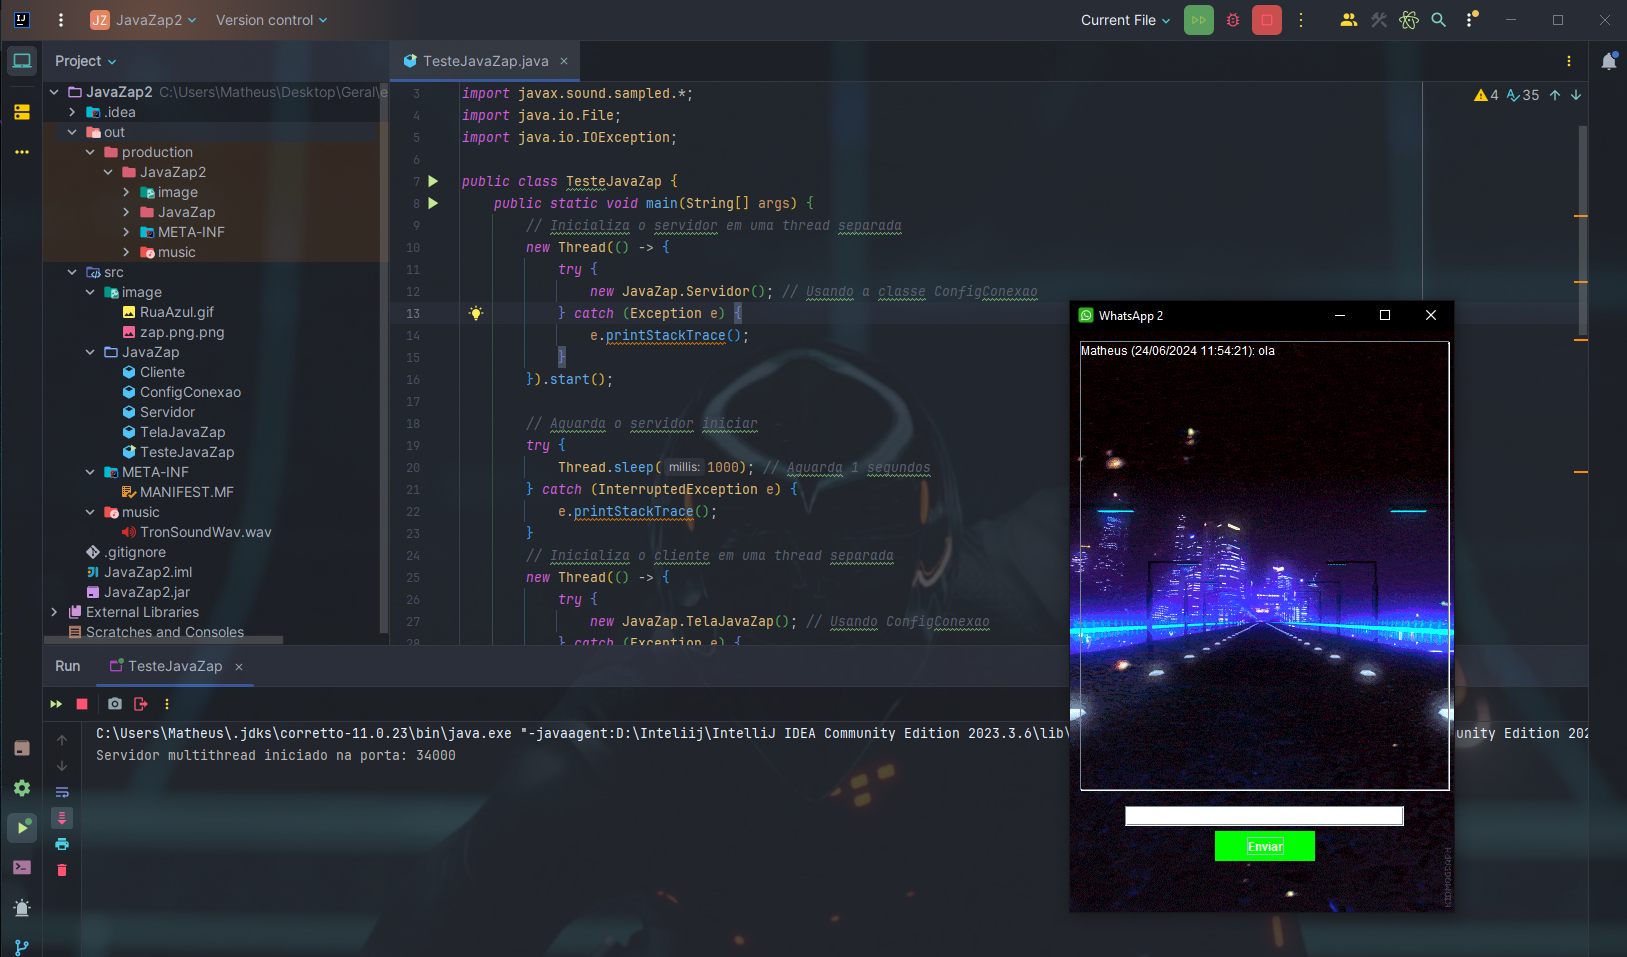 JZ JavaZap2 Version control Current File
Project
TesteJavaZap.java
JavaZap2 C:\Users\Matheus\Desktop\Geral\e
.idea
out
production
JavaZap2
image
JavaZap
META-INF
music
src
image
RuaAzul.gif
zap.png.png
JavaZap
Cliente
ConfigConexao
Servidor
TelaJavaZap
TesteJavaZap
META-INF
MANIFEST.MF
music
TronSoundWav.wav
.gitignore
JavaZap2.iml
JavaZap2.jar
External Libraries
Scratches and Consoles
4 35
3 import javax.sound.sampled.*;
4 import java.io.File;
5 import java.io.IOException;
6
7 public class TesteJavaZap {
8 public static void main(String[] args) {
9 // Inicializa o servidor em uma thread separada
10 new Thread(() -> {
11 try {
12 new JavaZap.Servidor(); // Usando a classe ConfigConexao
13 } catch (Exception e) {
14 e.printStackTrace();
15 }
16 }).start();
17
18 // Aguarda o servidor iniciar
19 try {
20 Thread.sleep( millis: 1000); // Aguarda 1 segundos
21 } catch (InterruptedException e) {
22 e.printStackTrace();
23 }
24 // Inicializa o cliente em uma thread separada
25 new Thread(() -> {
26 try {
27 new JavaZap.TelaJavaZap(); // Usando ConfigConexao
28 } catch (Exception e) {
WhatsApp 2
Matheus (24/06/2024 11:54:21): ola
Enviar
Run TesteJavaZap
C:\Users\Matheus\.jdks\corretto-11.0.23\bin\java.exe "-javaagent:D:\Inteliij\IntelliJ IDEA Community Edition 2023.3.6\lib\
unity Edition 202
Servidor multithread iniciado na porta: 34000